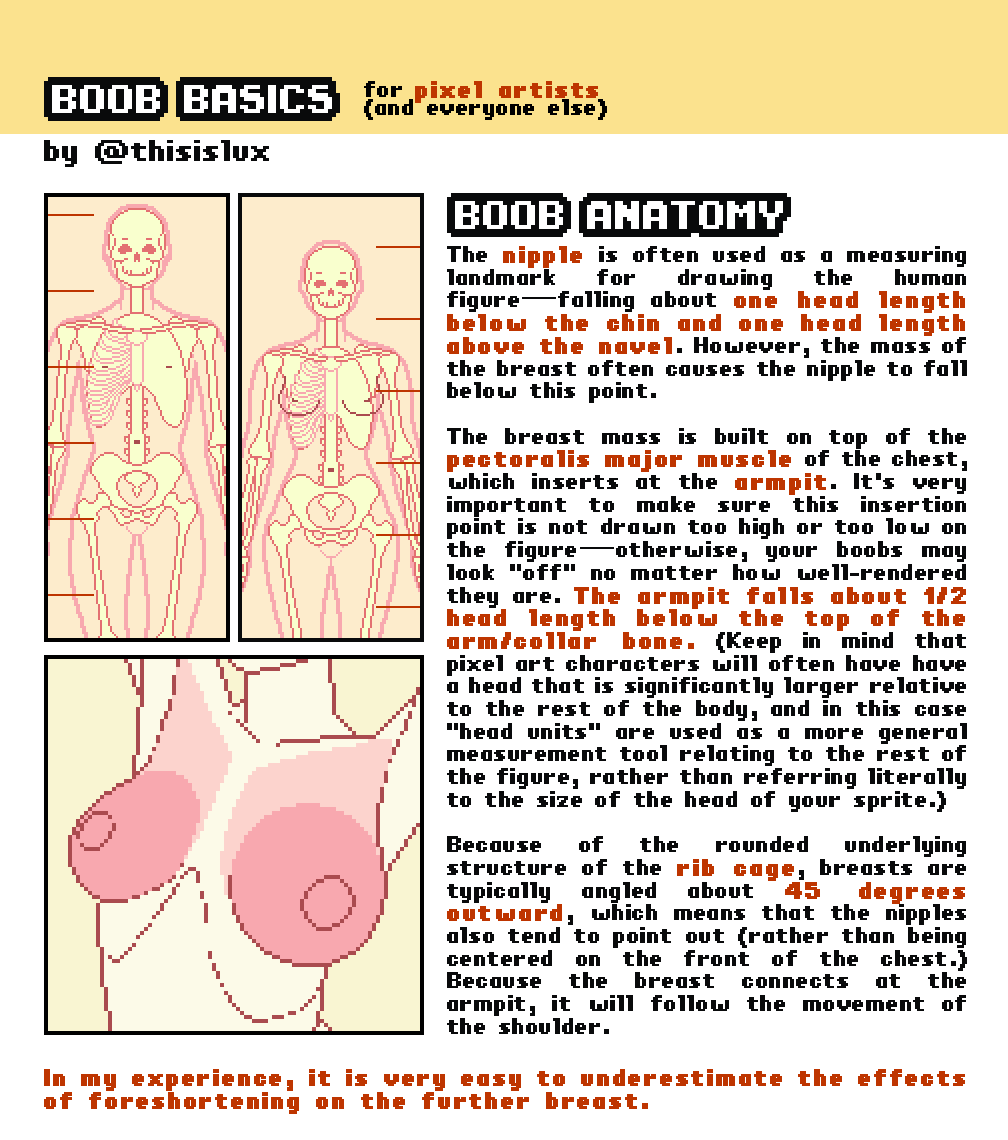 BOOB BASICS
for pixel artists
(and everyone else)
by @thisislux
BOOB ANATOMY
The nipple is often used as a measuring
landmark for drawing the human
figure—falling about one head length
below the chin and one head length
above the navel. However, the mass of
the breast often causes the nipple to fall
below this point.
The breast mass is built on top of the
pectoralis major muscle of the chest,
which inserts at the armpit. It's very
important to make sure this insertion
point is not drawn too high or too low on
the figure—otherwise, your boobs may
look "off" no matter how well-rendered
they are. The armpit falls about 1/2
head length below the top of the
arm/collar bone. (Keep in mind that
pixel art characters will often have have
a head that is significantly larger relative
to the rest of the body, and in this case
"head units" are used as a more general
measurement tool relating to the rest of
the figure, rather than referring literally
to the size of the head of your sprite.)
Because of the rounded underlying
structure of the rib cage, breasts are
typically angled about 45 degrees
outward, which means that the nipples
also tend to point out (rather than being
centered on the front of the chest.)
Because the breast connects at the
armpit, it will follow the movement of
the shoulder.
In my experience, it is very easy to underestimate the effects
of foreshortening on the further breast.